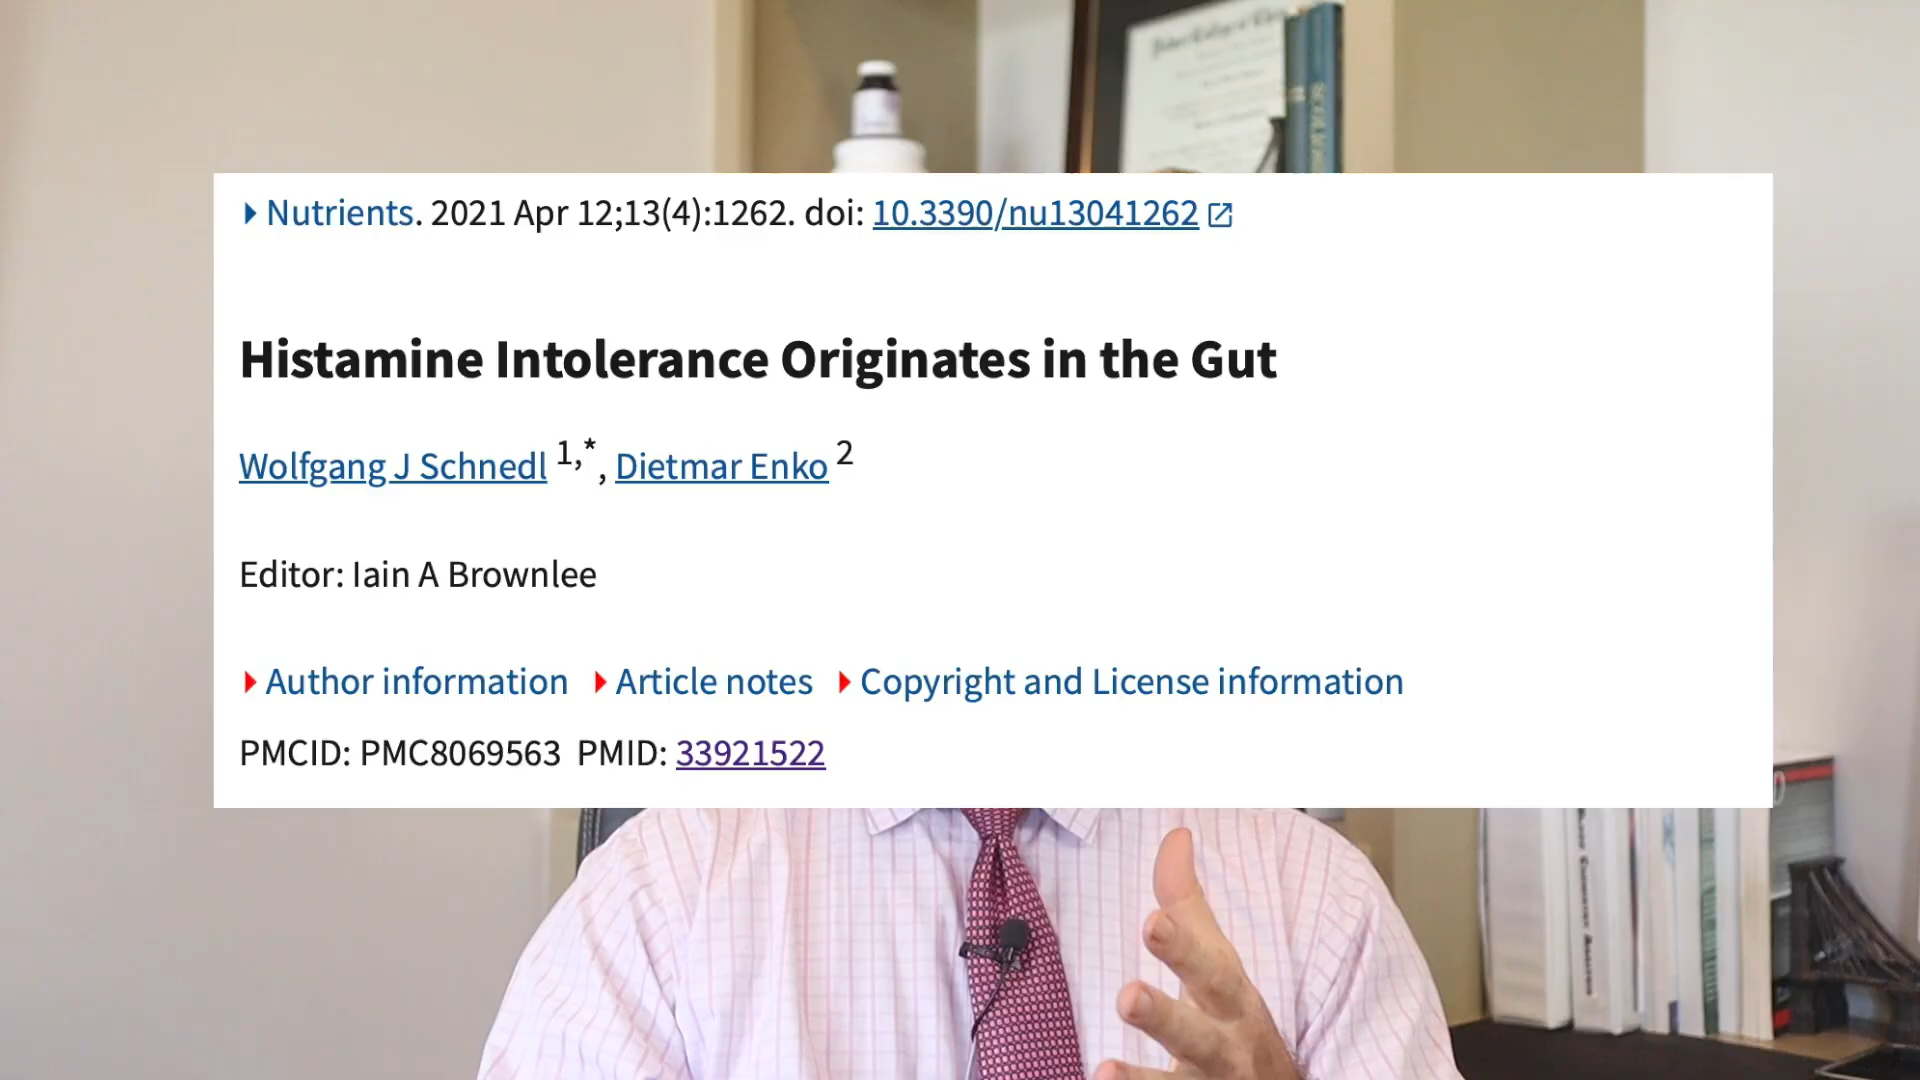 Nutrients. 2021 Apr 12;13(4):1262. doi: 10.3390/nu13041262
Histamine Intolerance Originates in the Gut
Wolfgang J Schnedl 1,*, Dietmar Enko 2
Editor: Iain A Brownlee
Author information Article notes Copyright and License information
PMCID: PMC8069563 PMID: 33921522